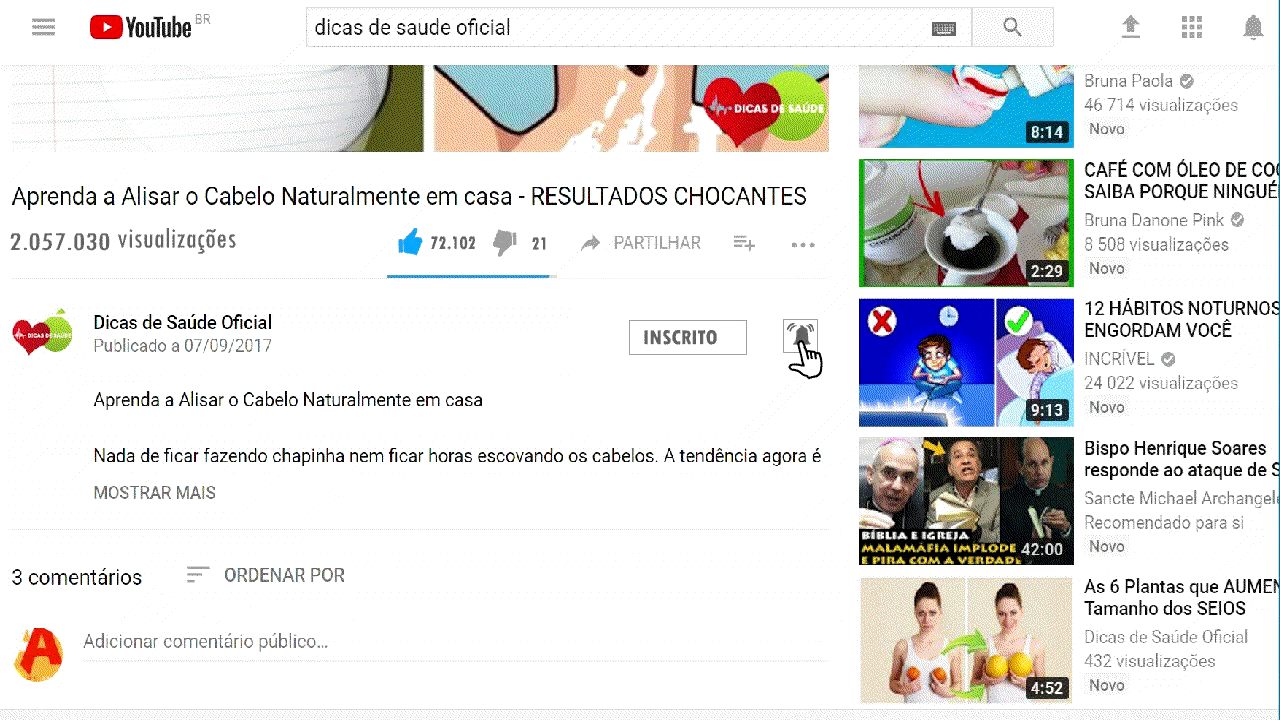 YouTube BR
dicas de saude oficial
DICAS DE SAÚDE
Aprenda a Alisar o Cabelo Naturalmente em casa - RESULTADOS CHOCANTES
2.057.030 visualizações
72.102
21
PARTILHAR
DICAS DE SAÚDE
Dicas de Saúde Oficial
Publicado a 07/09/2017
INSCRITO
Aprenda a Alisar o Cabelo Naturalmente em casa
Nada de ficar fazendo chapinha nem ficar horas escovando os cabelos. A tendência agora é
MOSTRAR MAIS
3 comentários
ORDENAR POR
A
Adicionar comentário público...
8:14
Bruna Paola
46 714 visualizações
Novo
2:29
CAFÉ COM ÓLEO DE COC
SAIBA PORQUE NINGUÉ
Bruna Danone Pink
8 508 visualizações
Novo
9:13
12 HÁBITOS NOTURNOS
ENGORDAM VOCÊ
INCRÍVEL
24 022 visualizações
Novo
BÍBLIA E IGREJA
MALAMÁFIA IMPLODE
E PIRA COM A VERDADE
42:00
Bispo Henrique Soares
responde ao ataque de S
Sancte Michael Archangel
Recomendado para si
Novo
4:52
As 6 Plantas que AUMEN
Tamanho dos SEIOS
Dicas de Saúde Oficial
432 visualizações
Novo